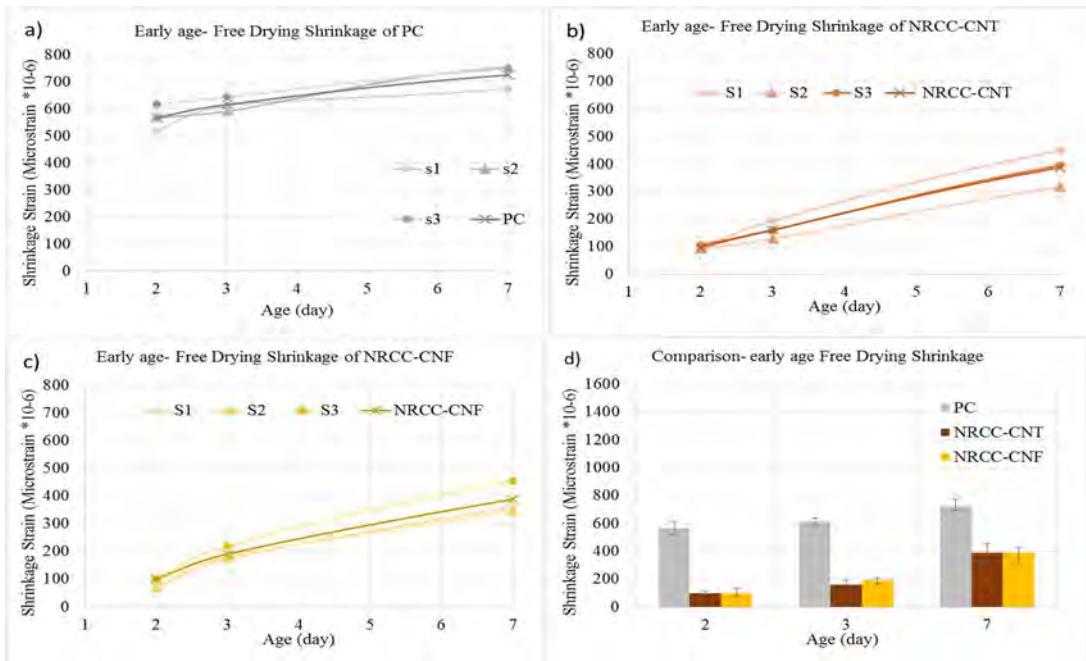 a)
Early age- Free Drying Shrinkage of PC
Shrinkage Strain (Microstrain *10-6)
800
700
600
500
400
300
200
100
0
s1
s2
s3
PC
1 2 3 4 5 6 7
Age (day)
b)
Early age- Free Drying Shrinkage of NRCC-CNT
Shrinkage Strain (Microstrain *10-6)
800
700
600
500
400
300
200
100
0
S1 S2 S3 NRCC-CNT
1 2 3 4 5 6 7
Age (day)
c)
Early age- Free Drying Shrinkage of NRCC-CNF
Shrinkage Strain (Microstrain *10-6)
800
700
600
500
400
300
200
100
0
S1 S2 S3 NRCC-CNF
1 2 3 4 5 6 7
Age (day)
d)
Comparison- early age Free Drying Shrinkage
Shrinkage Strain (Microstrain *10-6)
1600
1400
1200
1000
800
600
400
200
0
PC
NRCC-CNT
NRCC-CNF
2 3 7
Age (day)